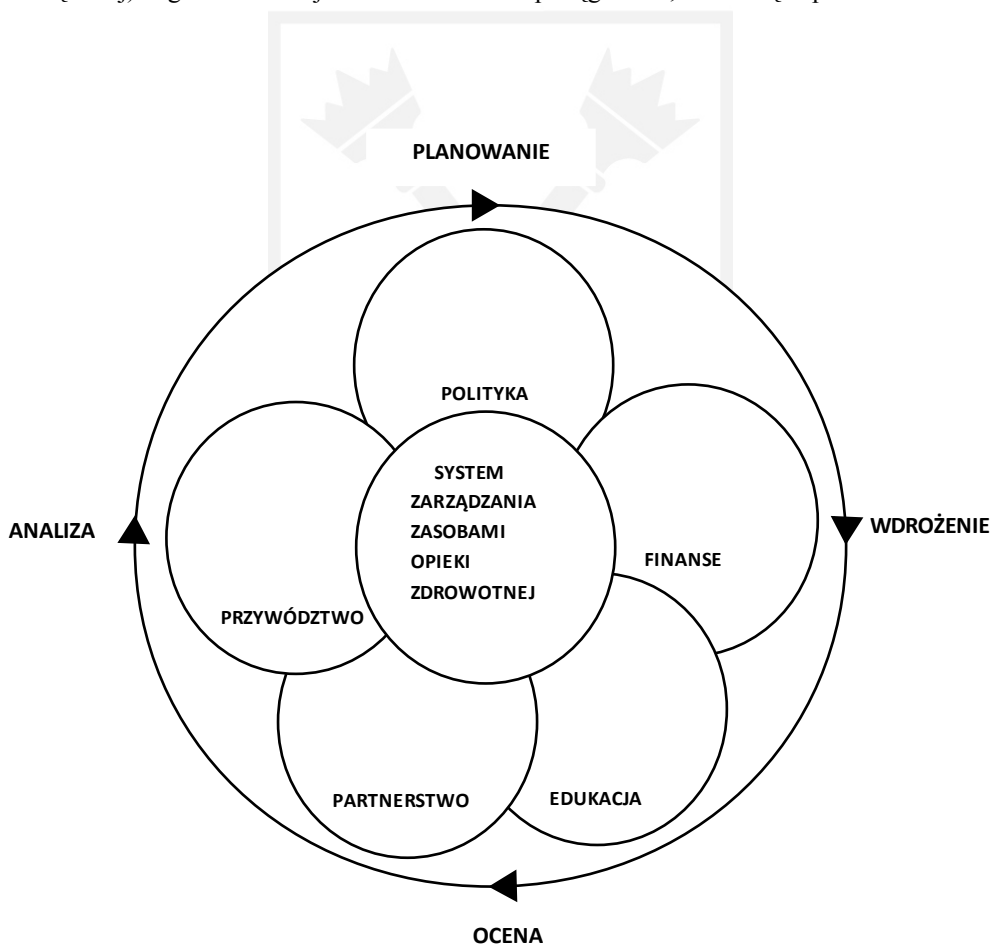 PLANOWANIE
POLITYKA
SYSTEM
ZARZĄDZANIA
ZASOBAMI
OPIEKI
ZDROWOTNEJ
ANALIZA
WDROŻENIE
FINANSE
PRZYWÓDZTWO
PARTNERSTWO
EDUKACJA
OCENA